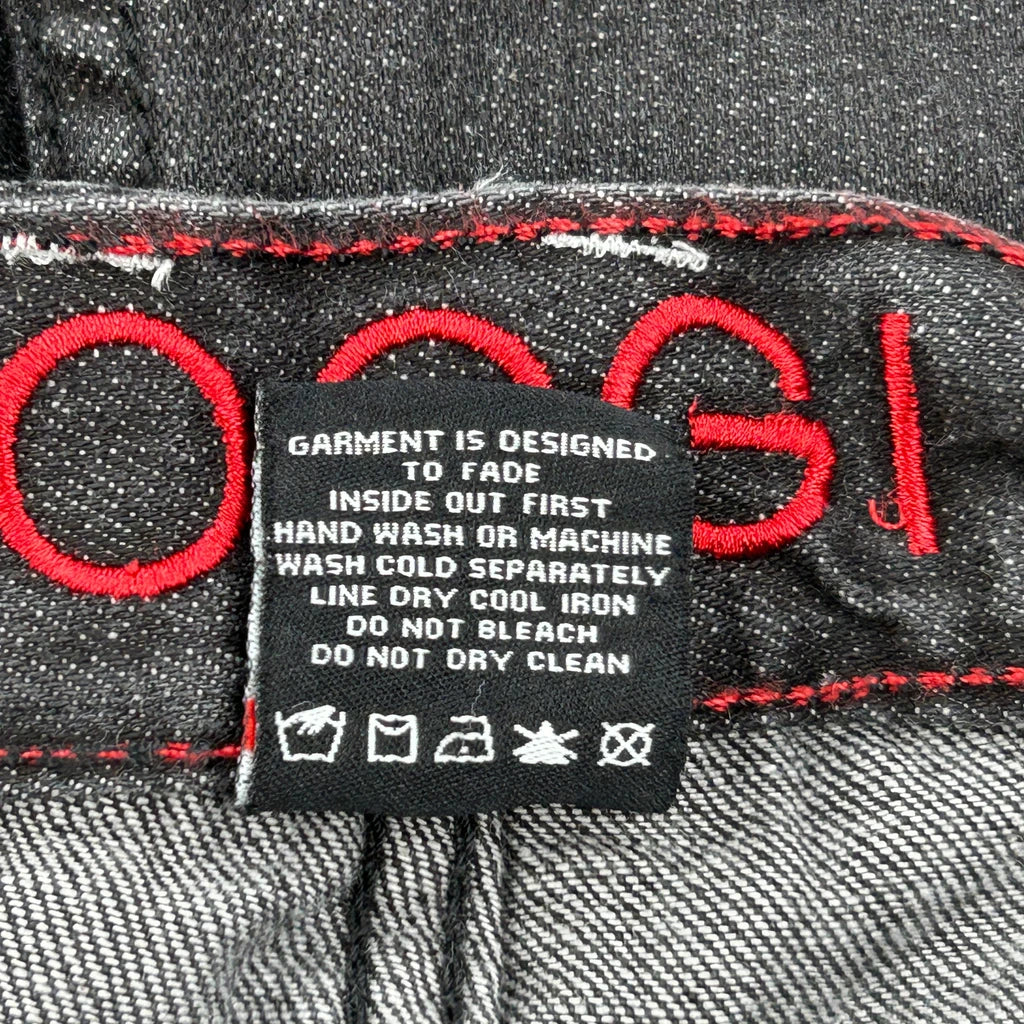 OOGI
GARMENT IS DESIGNED
TO FADE
INSIDE OUT FIRST
HAND WASH OR MACHINE
WASH COLD SEPARATELY
LINE DRY COOL IRON
DO NOT BLEACH
DO NOT DRY CLEAN